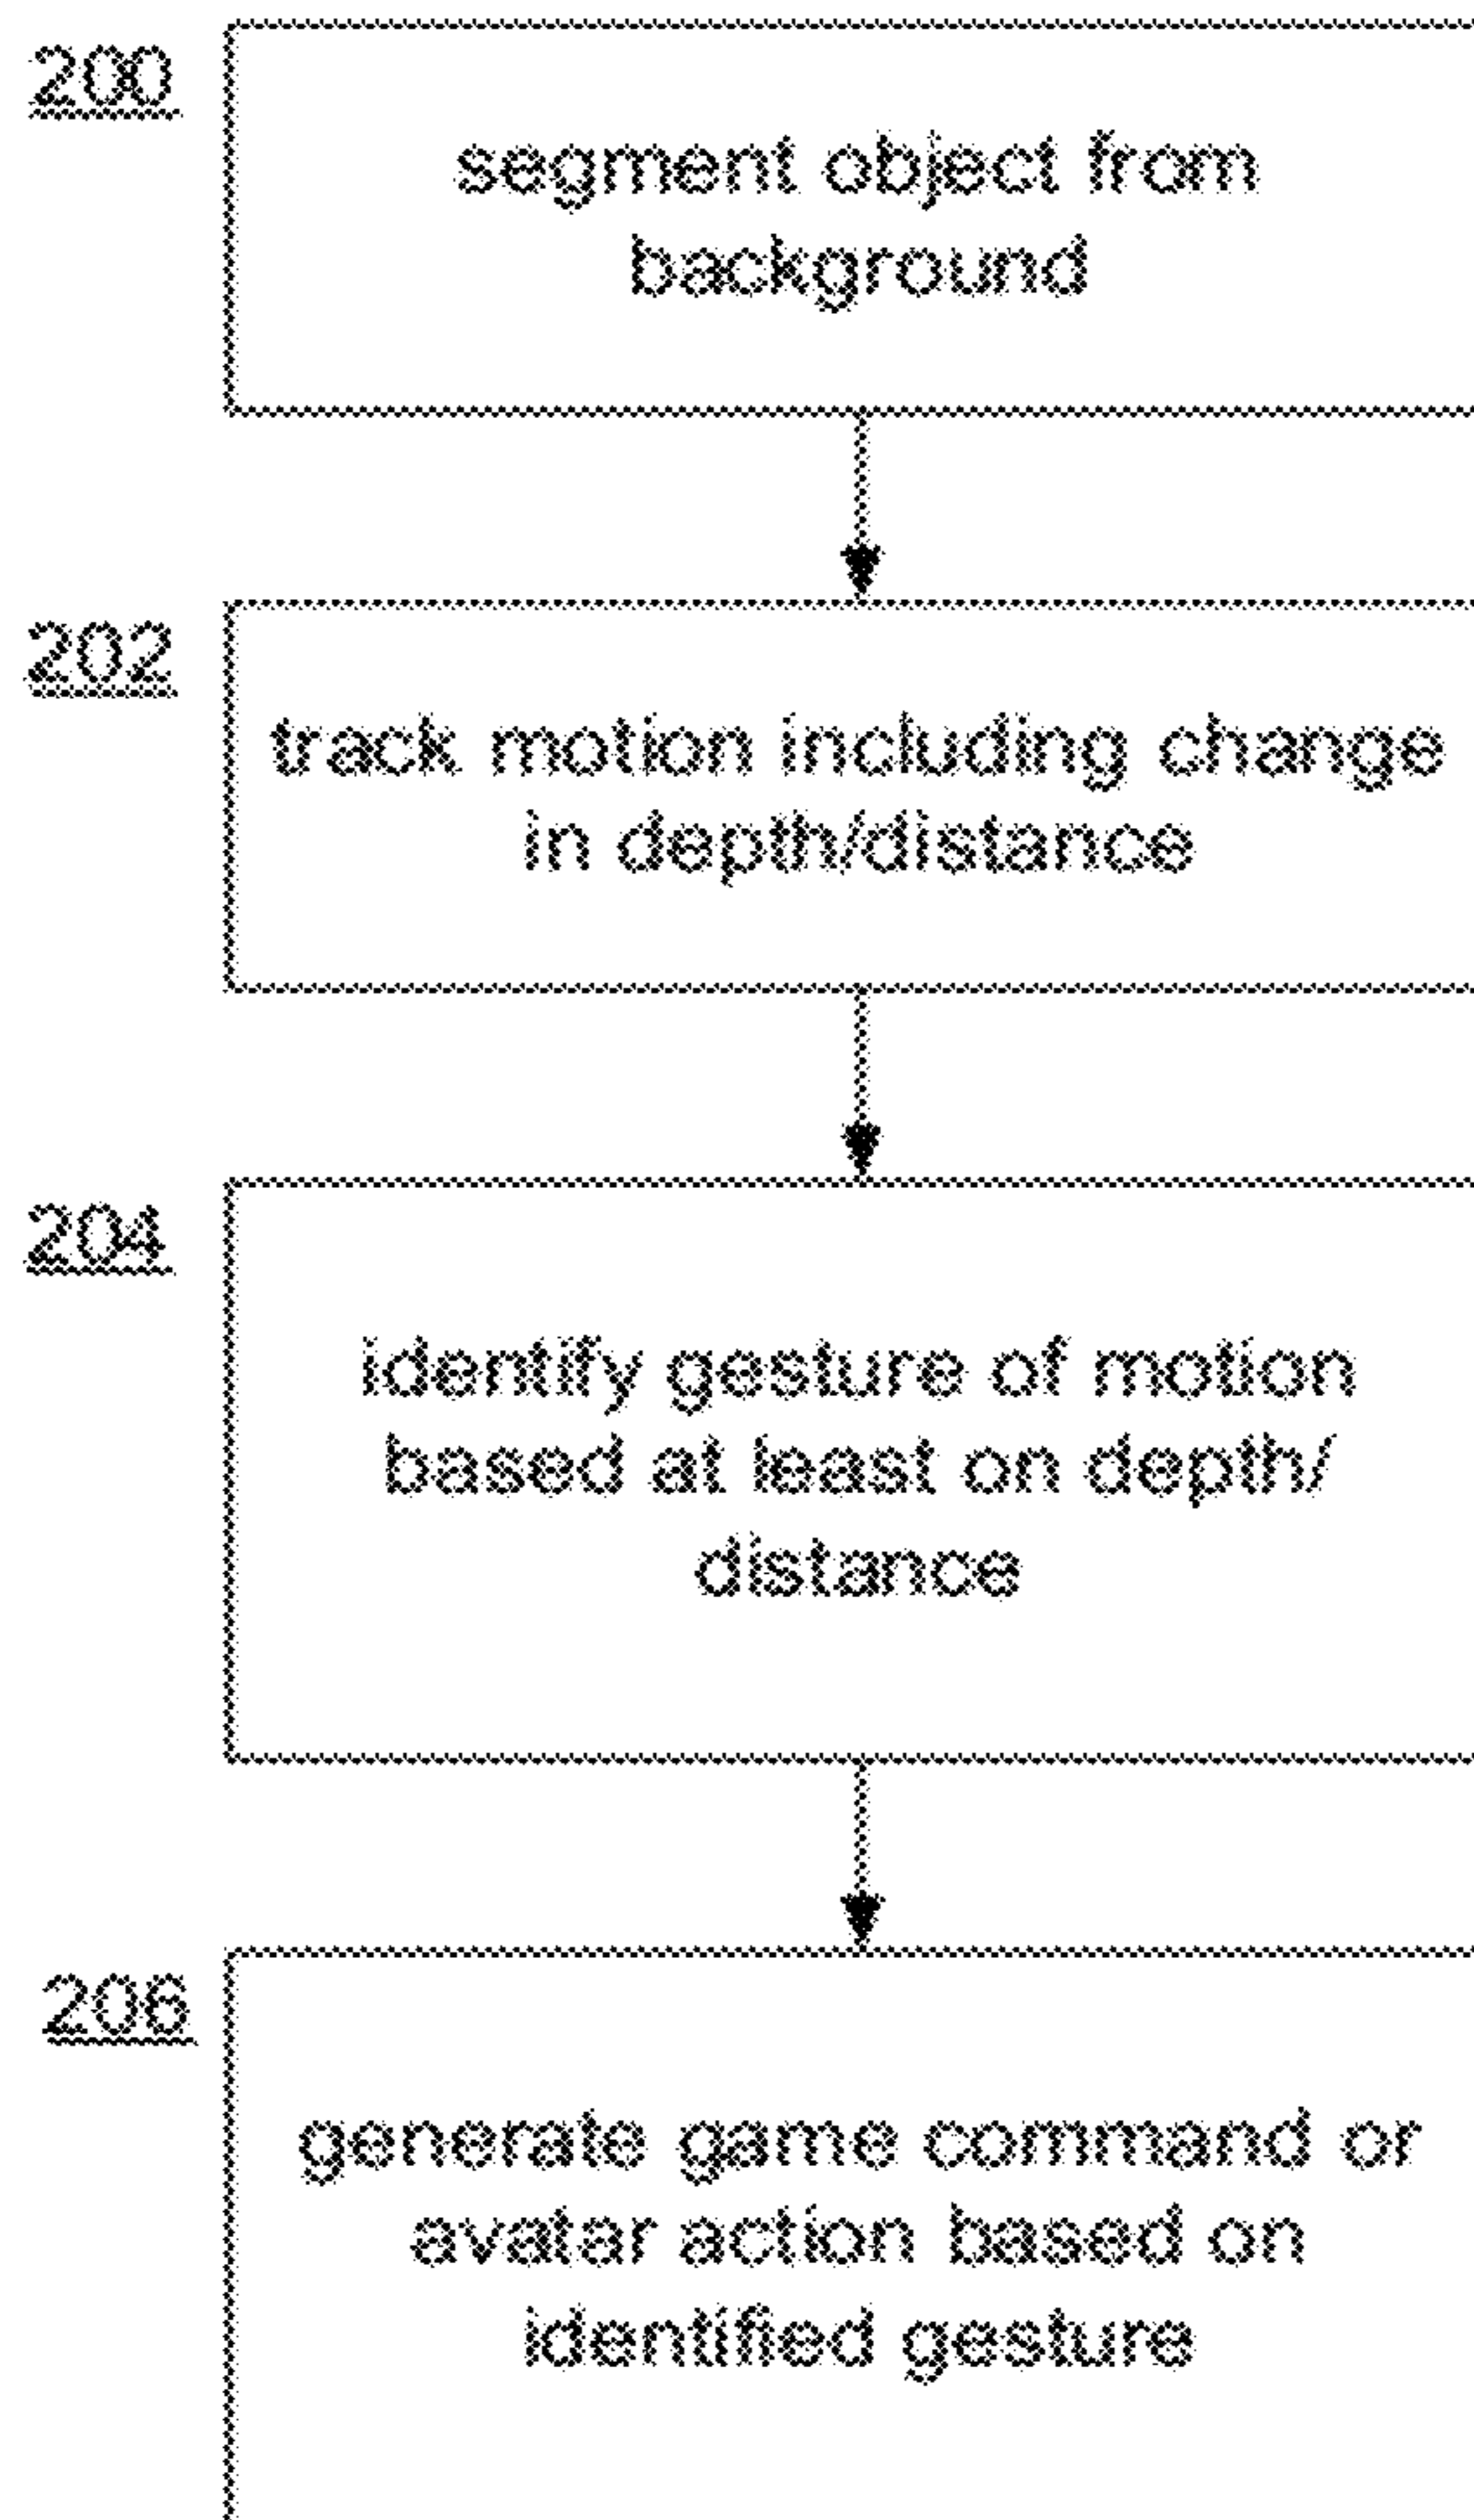 200
segment object from
background
202
track motion including change
in depth/distance
204
identify gesture of motion
based at least on depth/
distance
206
generate game command or
avatar action based on
identified gesture